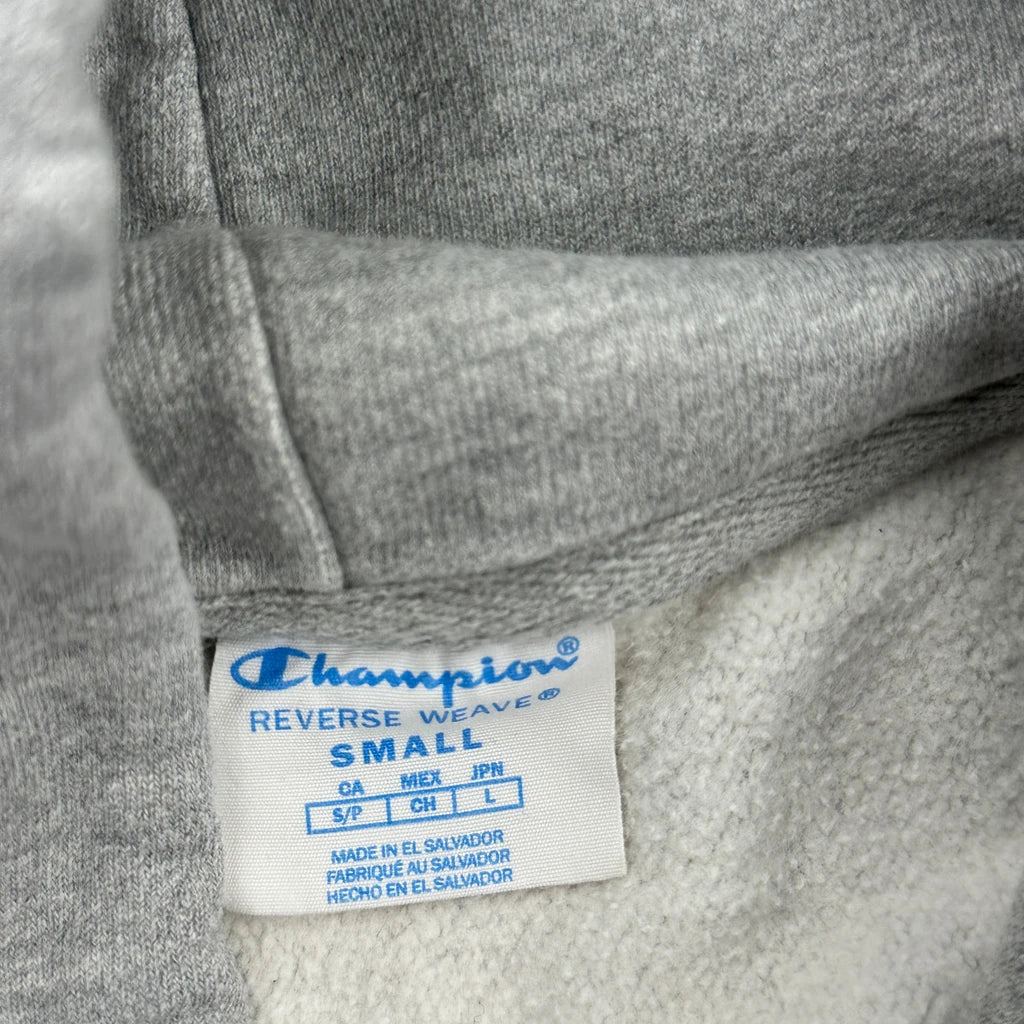 Champion®
REVERSE WEAVE®
SMALL
CA MEX JPN
S/P CH L
MADE IN EL SALVADOR
FABRIQUÉ AU SALVADOR
HECHO EN EL SALVADOR